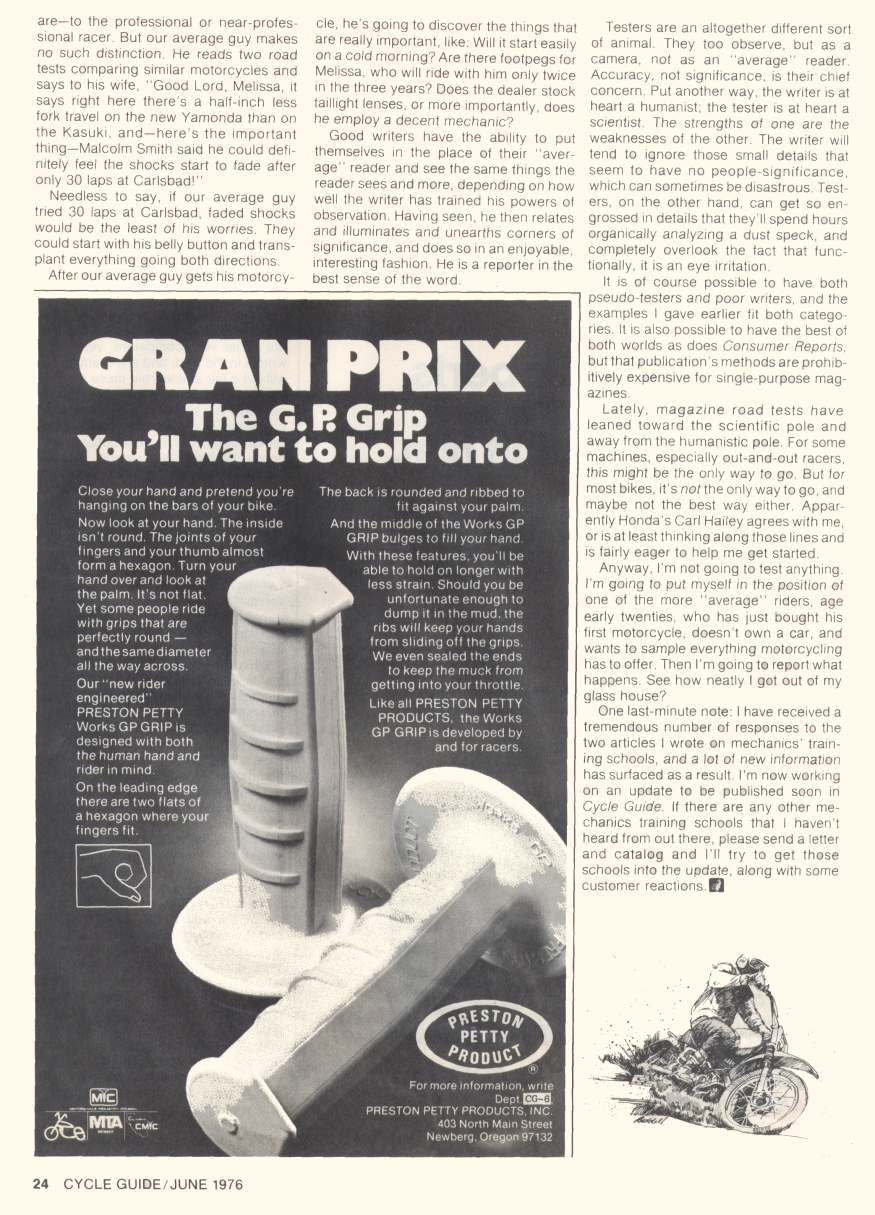 are—to the professional or near-profes-
sional racer. But our average guy makes
no such distinction. He reads two road
tests comparing similar motorcycles and
says to his wife, "Good Lord, Melissa, it
says right here there's a half-inch less
fork travel on the new Yamonda than on
the Kasuki, and—here's the important
thing—Malcolm Smith said he could defi-
nitely feel the shocks start to fade after
only 30 laps at Carlsbad!"
Needless to say, if our average guy
tried 30 laps at Carlsbad, faded shocks
would be the least of his worries. They
could start with his belly button and trans-
plant everything going both directions.
After our average guy gets his motorcy-
cle, he's going to discover the things that
are really important, like: Will it start easily
on a cold morning? Are there footpegs for
Melissa, who will ride with him only twice
in the three years? Does the dealer stock
taillight lenses, or more importantly, does
he employ a decent mechanic?
Good writers have the ability to put
themselves in the place of their "aver-
age" reader and see the same things the
reader sees and more, depending on how
well the writer has trained his powers of
observation. Having seen, he then relates
and illuminates and unearths corners of
significance, and does so in an enjoyable,
interesting fashion. He is a reporter in the
best sense of the word.
Testers are an altogether different sort
of animal. They too observe, but as a
camera, not as an "average" reader.
Accuracy, not significance, is their chief
concern. Put another way, the writer is at
heart a humanist; the tester is at heart a
scientist. The strengths of one are the
weaknesses of the other. The writer will
tend to ignore those small details that
seem to have no people-significance,
which can sometimes be disastrous. Test-
ers, on the other hand, can get so en-
grossed in details that they'll spend hours
organically analyzing a dust speck, and
completely overlook the fact that func-
tionally, it is an eye irritation.
It is of course possible to have both
pseudo-testers and poor writers, and the
examples I gave earlier fit both catego-
ries. It is also possible to have the best of
both worlds as does Consumer Reports,
but that publication's methods are prohib-
itively expensive for single-purpose mag-
azines.
Lately, magazine road tests have
leaned toward the scientific pole and
away from the humanistic pole. For some
machines, especially out-and-out racers,
this might be the only way to go. But for
most bikes, it's not the only way to go, and
maybe not the best way either. Appar-
ently Honda's Carl Hailey agrees with me,
or is at least thinking along those lines and
is fairly eager to help me get started.
Anyway, I'm not going to test anything.
I'm going to put myself in the position of
one of the more "average" riders, age
early twenties, who has just bought his
first motorcycle, doesn't own a car, and
wants to sample everything motorcycling
has to offer. Then I'm going to report what
happens. See how neatly I got out of my
glass house?
One last-minute note: I have received a
tremendous number of responses to the
two articles I wrote on mechanics' train-
ing schools, and a lot of new information
has surfaced as a result. I'm now working
on an update to be published soon in
Cycle Guide. If there are any other me-
chanics training schools that I haven't
heard from out there, please send a letter
and catalog and I'll try to get those
schools into the update, along with some
customer reactions.
GRAN PRIX
The G.P. Grip
You'll want to hold onto
Close your hand and pretend you're
hanging on the bars of your bike.
Now look at your hand. The inside
isn't round. The joints of your
fingers and your thumb almost
form a hexagon. Turn your
hand over and look at
the palm. It's not flat.
Yet some people ride
with grips that are
perfectly round —
and the same diameter
all the way across.
Our "new rider
engineered"
PRESTON PETTY
Works GP GRIP is
designed with both
the human hand and
rider in mind.
On the leading edge
there are two flats of
a hexagon where your
fingers fit.
The back is rounded and ribbed to
fit against your palm.
And the middle of the Works GP
GRIP bulges to fill your hand.
With these features, you'll be
able to hold on longer with
less strain. Should you be
unfortunate enough to
dump it in the mud, the
ribs will keep your hands
from sliding off the grips.
We even sealed the ends
to keep the muck from
getting into your throttle.
Like all PRESTON PETTY
PRODUCTS, the Works
GP GRIP is developed by
and for racers.
PRESTON
PETTY
PRODUCT
®
For more information, write
Dept. CG-6
PRESTON PETTY PRODUCTS, INC.
403 North Main Street
Newberg, Oregon 97132
MIC
MOTORCYCLE INDUSTRY COUNCIL
MTA
CMTC
24 CYCLE GUIDE/JUNE 1976